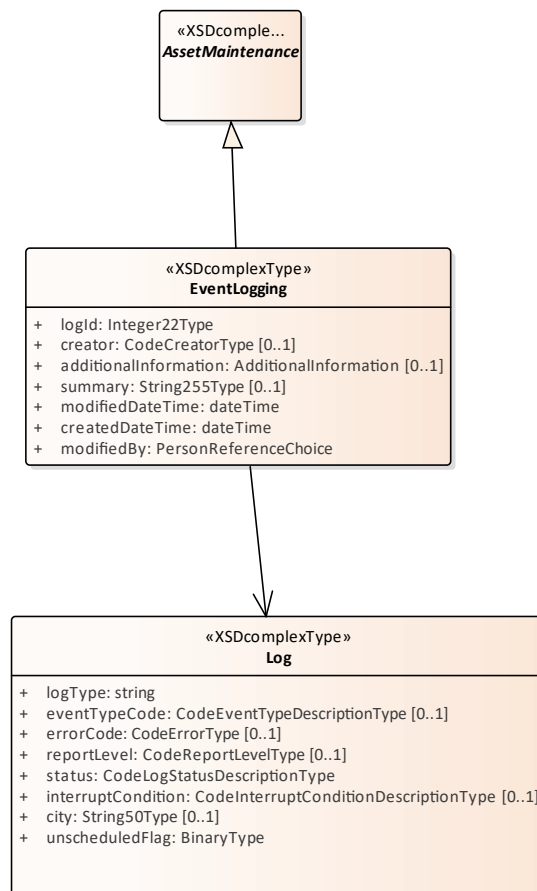 «XSDcomple...
AssetMaintenance
«XSDcomplexType»
EventLogging
+ logId: Integer22Type
+ creator: CodeCreatorType [0..1]
+ additionalInformation: AdditionalInformation [0..1]
+ summary: String255Type [0..1]
+ modifiedDateTime: dateTime
+ createdDateTime: dateTime
+ modifiedBy: PersonReferenceChoice
«XSDcomplexType»
Log
+ logType: string
+ eventTypeCode: CodeEventTypeDescriptionType [0..1]
+ errorCode: CodeErrorType [0..1]
+ reportLevel: CodeReportLevelType [0..1]
+ status: CodeLogStatusDescriptionType
+ interruptCondition: CodeInterruptConditionDescriptionType [0..1]
+ city: String50Type [0..1]
+ unscheduledFlag: BinaryType